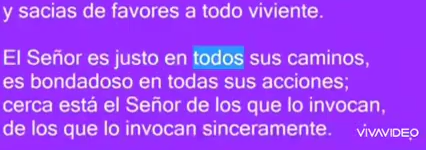 y sacias de favores a todo viviente.
El Señor es justo en todos sus caminos,
es bondadoso en todas sus acciones;
cerca está el Señor de los que lo invocan,
de los que lo invocan sinceramente.
VIVAVIDEO